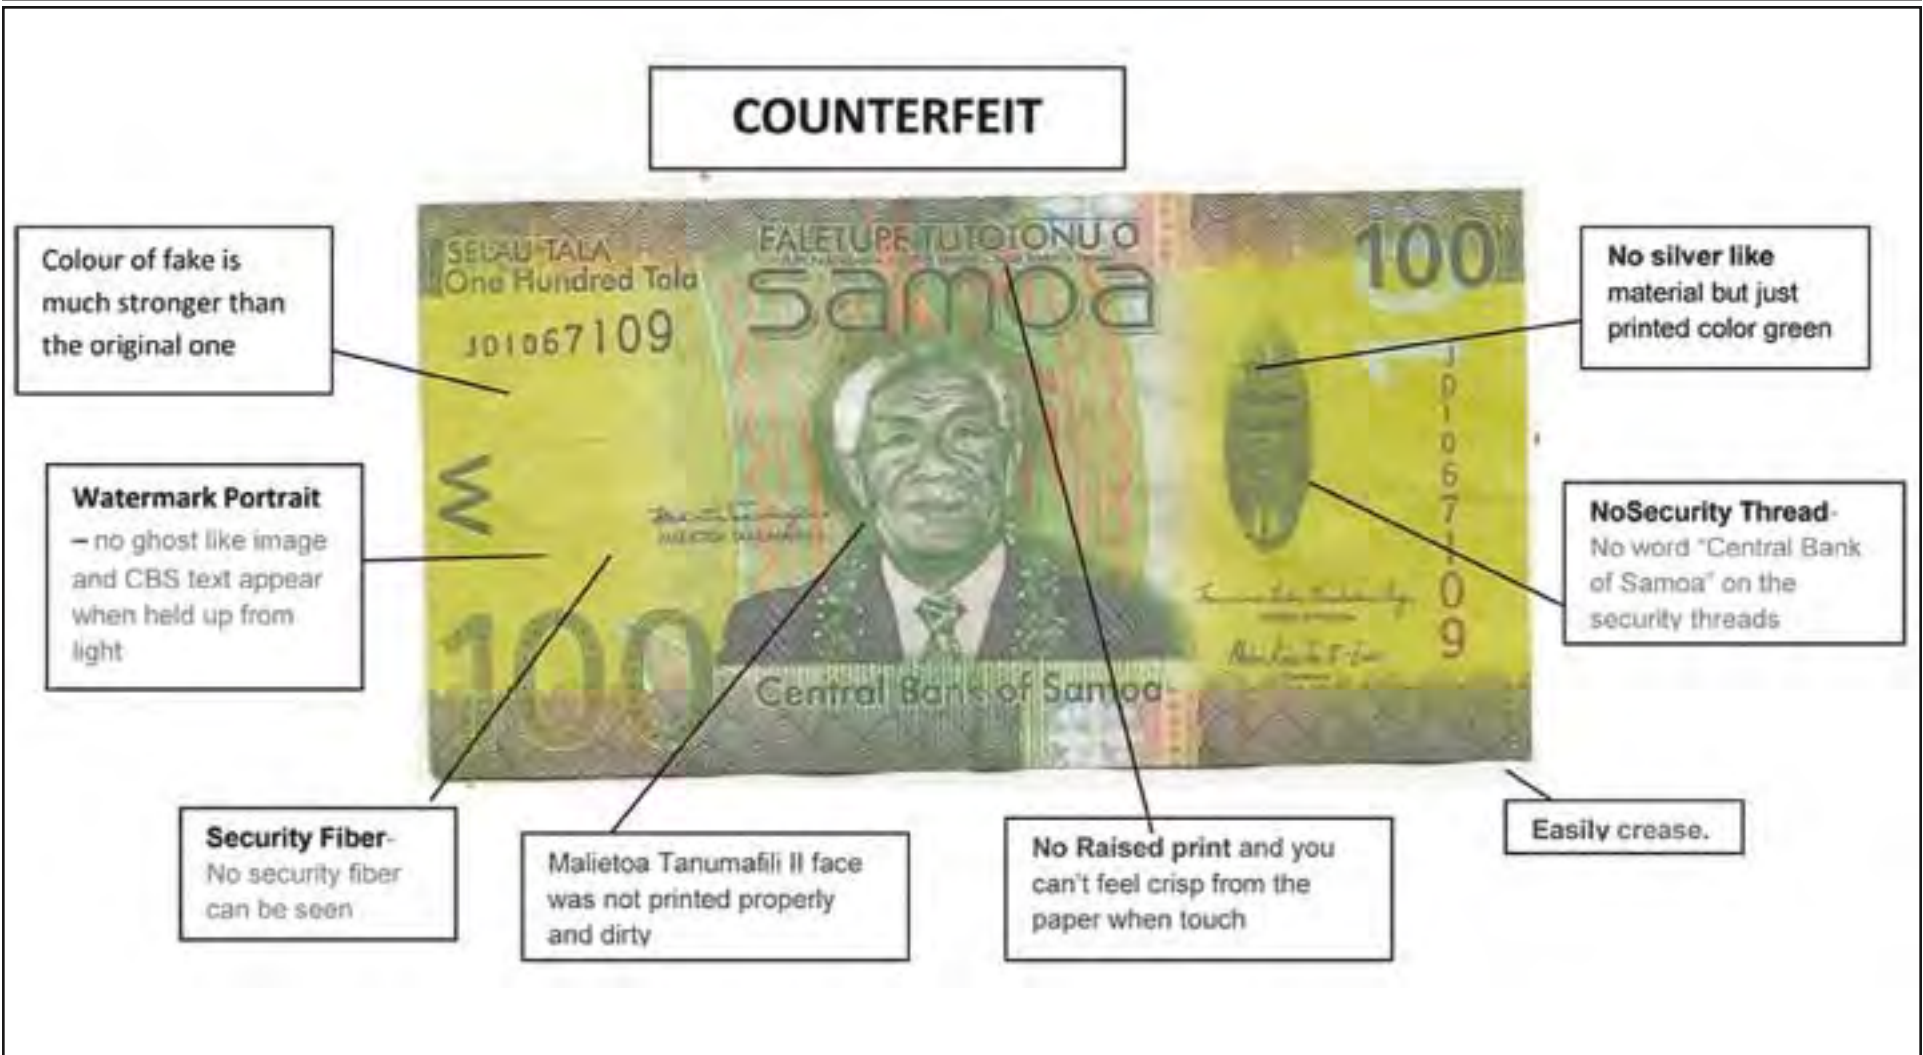 COUNTERFEIT
Colour of fake is
much stronger than
the original one
Watermark Portrait
– no ghost like image
and CBS text appear
when held up from
light
SELAU TALA
One Hundred Tala
JD1067109
FALETUPE TUTOTONU O
samoa
100
JD1067109
100
Central Bank of Samoa
No silver like
material but just
printed color green
NoSecurity Thread-
No word "Central Bank
of Samoa" on the
security threads
Security Fiber-
No security fiber
can be seen
Malietoa Tanumafili II face
was not printed properly
and dirty
No Raised print and you
can't feel crisp from the
paper when touch
Easily crease.